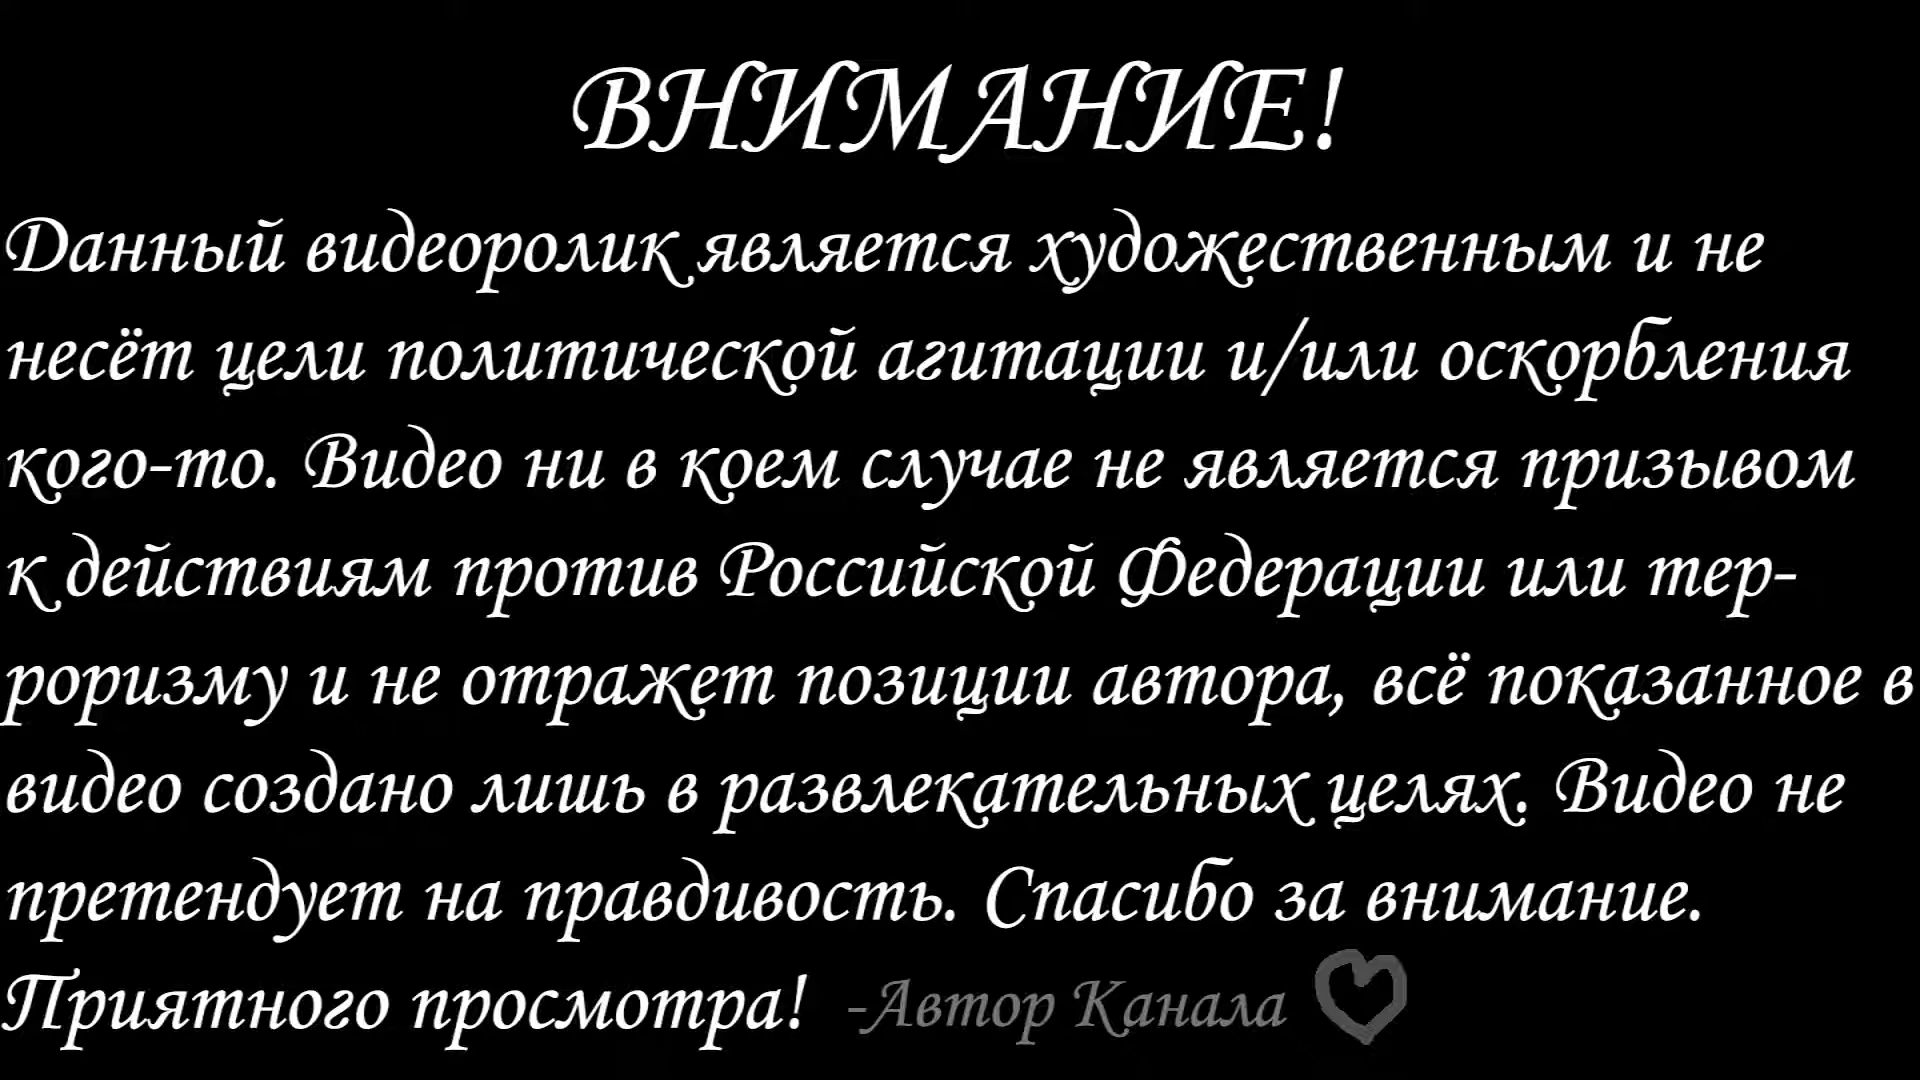 ВНИМАНИЕ!
Данный видеоролик является художественным и не
несёт цели политической агитации и/или оскорбления
кого-то. Видео ни в коем случае не является призывом
к действиям против Российской Федерации или тер-
роризму и не отражет позиции автора, всё показанное в
видео создано лишь в развлекательных целях. Видео не
претендует на правдивость. Спасибо за внимание.
Приятного просмотра! -Автор Канала